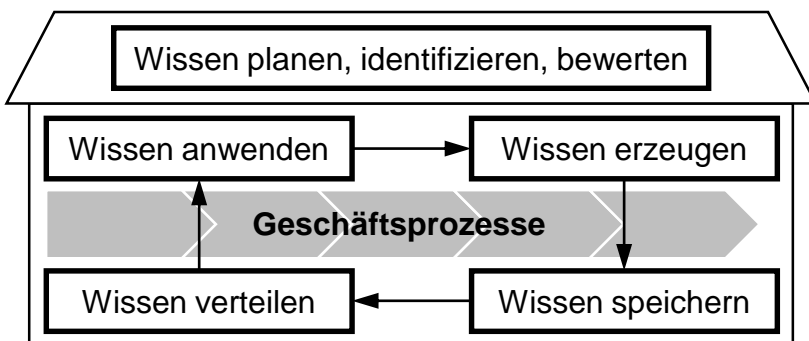 Wissen planen, identifizieren, bewerten
Wissen anwenden
Wissen erzeugen
Geschäftsprozesse
Wissen verteilen
Wissen speichern